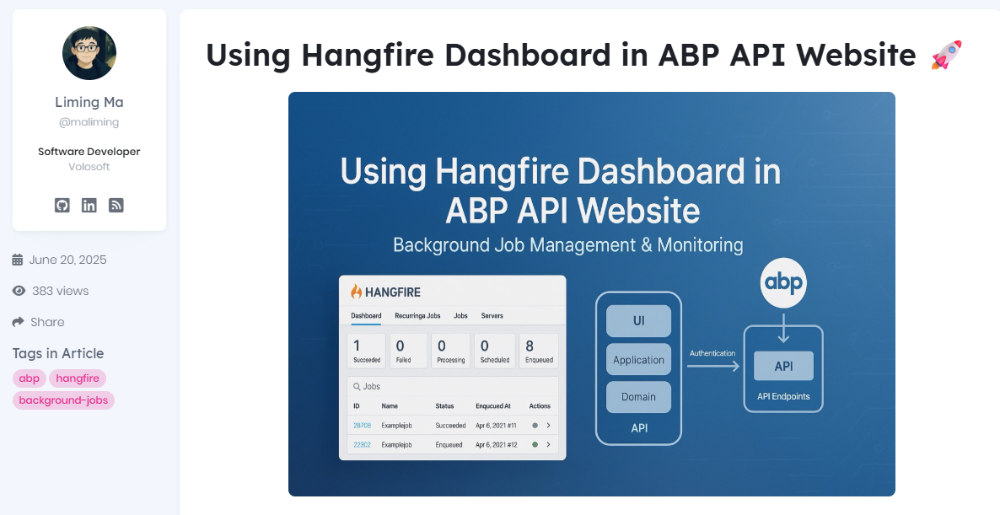 Liming Ma
@maliming
Software Developer
Volosoft
June 20, 2025
383 views
Share
Tags in Article
abp hangfire
background-jobs
Using Hangfire Dashboard in ABP API Website 🚀
Using Hangfire Dashboard in
ABP API Website
Background Job Management & Monitoring
HANGFIRE
Dashboard Recurringa Jobs Jobs Servers
1 0 0 0 8
Succeeded Failed Processing Scheduled Enqueued
Jobs
ID Name Status Enqucued At Actions
28708 Examplejob Succeeded Apr 6, 2021 #11
22302 Examplejob Enqueued Apr 6, 2021 #12
UI
Application
Domain
API
Authentication
abp
API
API Endpoints